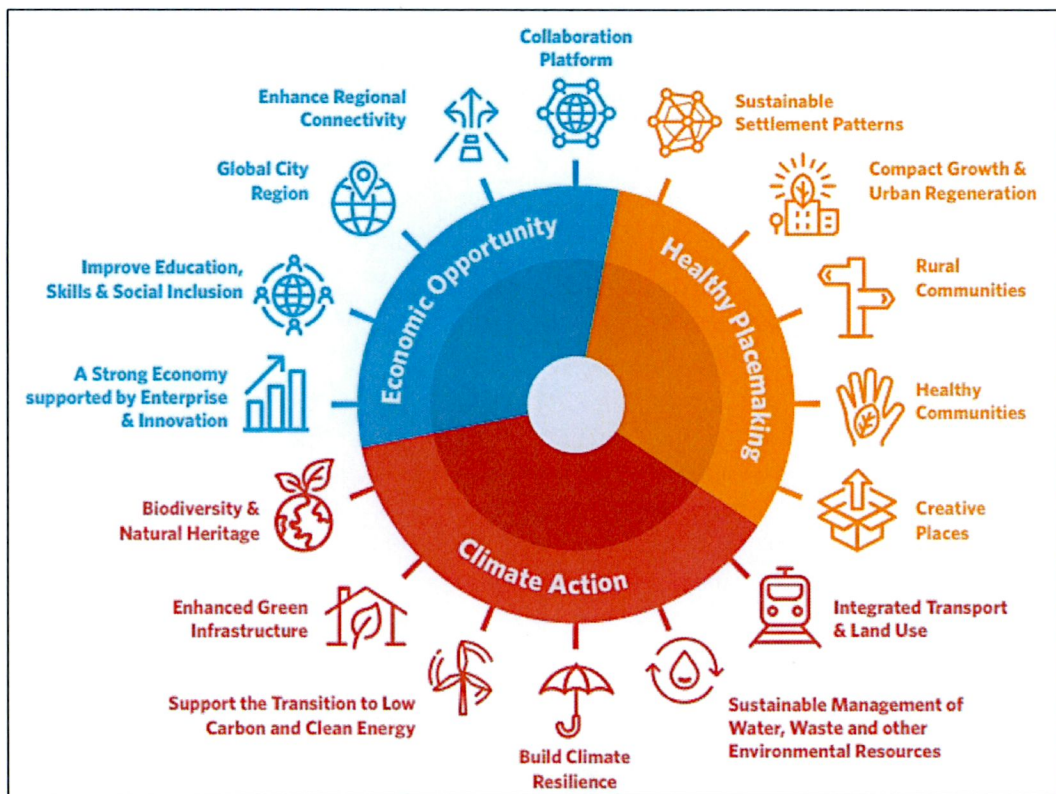 Collaboration
Platform
Sustainable
Settlement Patterns
Compact Growth &
Urban Regeneration
Rural
Communities
Healthy
Communities
Creative
Places
Integrated Transport
& Land Use
Sustainable Management of
Water, Waste and other
Environmental Resources
Build Climate
Resilience
Support the Transition to Low
Carbon and Clean Energy
Enhanced Green
Infrastructure
Biodiversity &
Natural Heritage
A Strong Economy
supported by Enterprise
& Innovation
Improve Education,
Skills & Social Inclusion
Global City
Region
Enhance Regional
Connectivity
Economic Opportunity
Healthy Placemaking
Climate Action